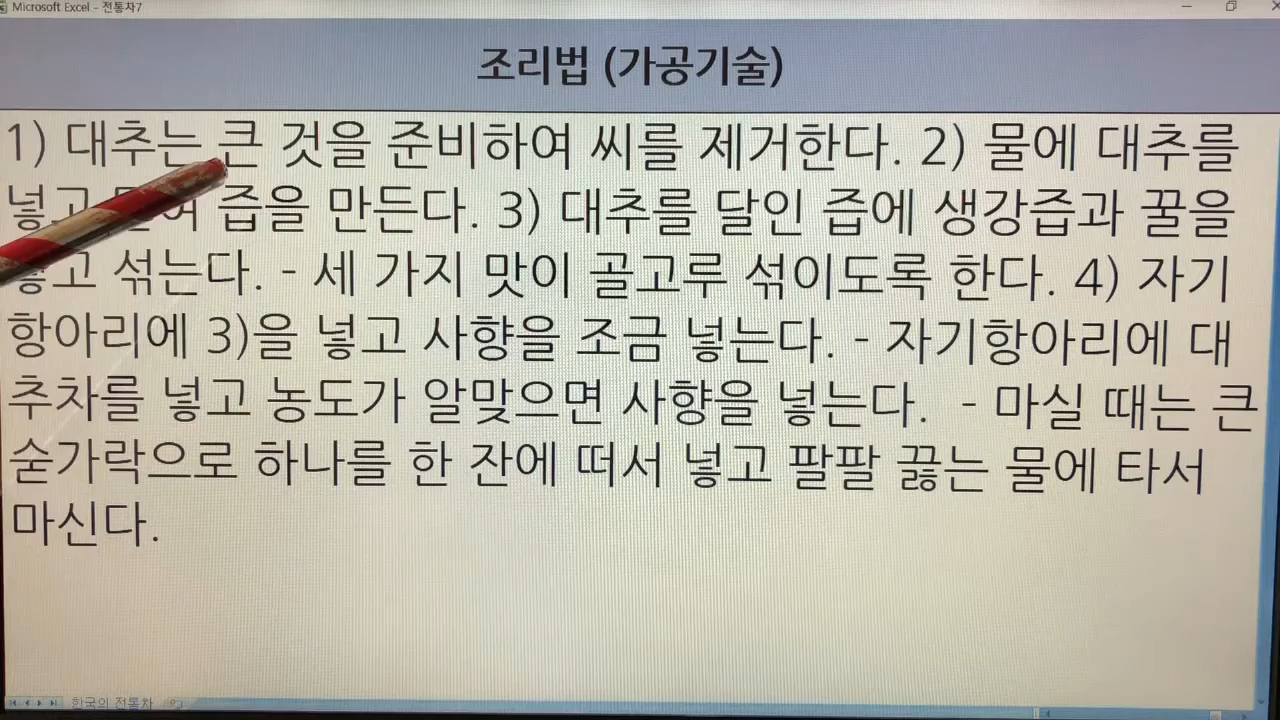 Microsoft Excel - 전통차7
조리법 (가공기술)
1) 대추는 큰 것을 준비하여 씨를 제거한다. 2) 물에 대추를
넣고 즙을 만든다. 3) 대추를 달인 즙에 생강즙과 꿀을
넣고 섞는다. - 세 가지 맛이 골고루 섞이도록 한다. 4) 자기
항아리에 3)을 넣고 사향을 조금 넣는다. - 자기항아리에 대
추차를 넣고 농도가 알맞으면 사향을 넣는다. - 마실 때는 큰
숟가락으로 하나를 한 잔에 떠서 넣고 팔팔 끓는 물에 타서
마신다.
한국의 전통차